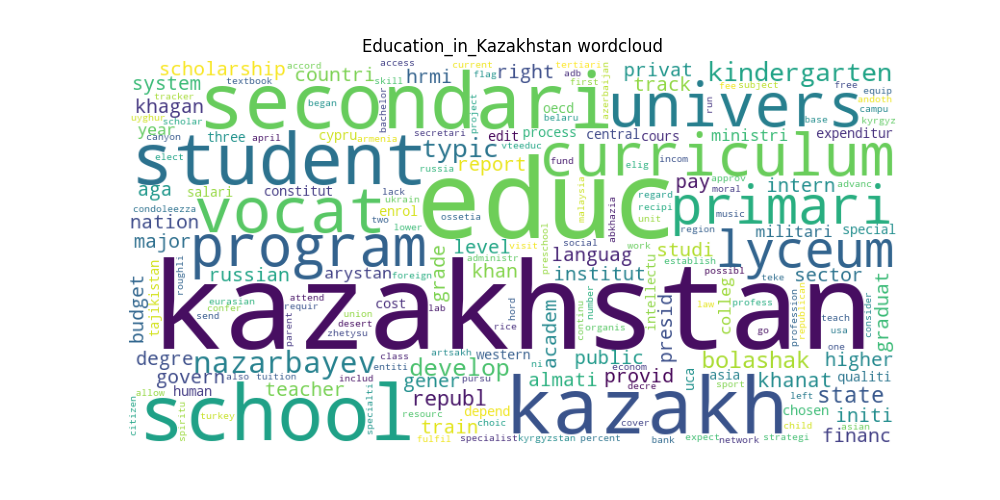 Education_in_Kazakhstan wordcloud
scholarship accord access hrmi current tertiari right privat kindergarten
system textbook countri skill flag adb track fee subject free equip
khagan tracker began secondari bachelor project oecd first azerbaijan univers run andoth campu
uyghur scholar belaru base kyrgyz
year canyon three april cypru armenia secretari edit process central cours ministri expenditur
student typic vteeduc curriculum
elect russia report fund elig incom approv advanc
aga salari constitut lack educ pay moral intern
condoleezza vocat ukrain enrol malaysia regard recipi primari
nation two ossetia abkhazia unit music
major program lower level visit preschool social region militari special
roughli administr languag work studi lyceum
russian arystan grade khan institut establish possibl sector
tajikistan eurasian foreign intellectu colleg teke graduat
budget confer attend cost union lab hord continu number law profess republican
send requir desert rice academ organis presid go profession usa teach consider
kazakhstan
zhetysu parent class artsakh western econom one
degre nazarbayev entiti develop ni public bolashak higher
govern also tuition gener almati provid uca asia khanat qualiti
allow human teacher includ pursu decre sport left state
citizen spiritu school specialti republ resourc kazakh chosen initi
turkey train depend choic cover child asian
fulfil specialist kyrgyzstan percent bank expect network strategi financ